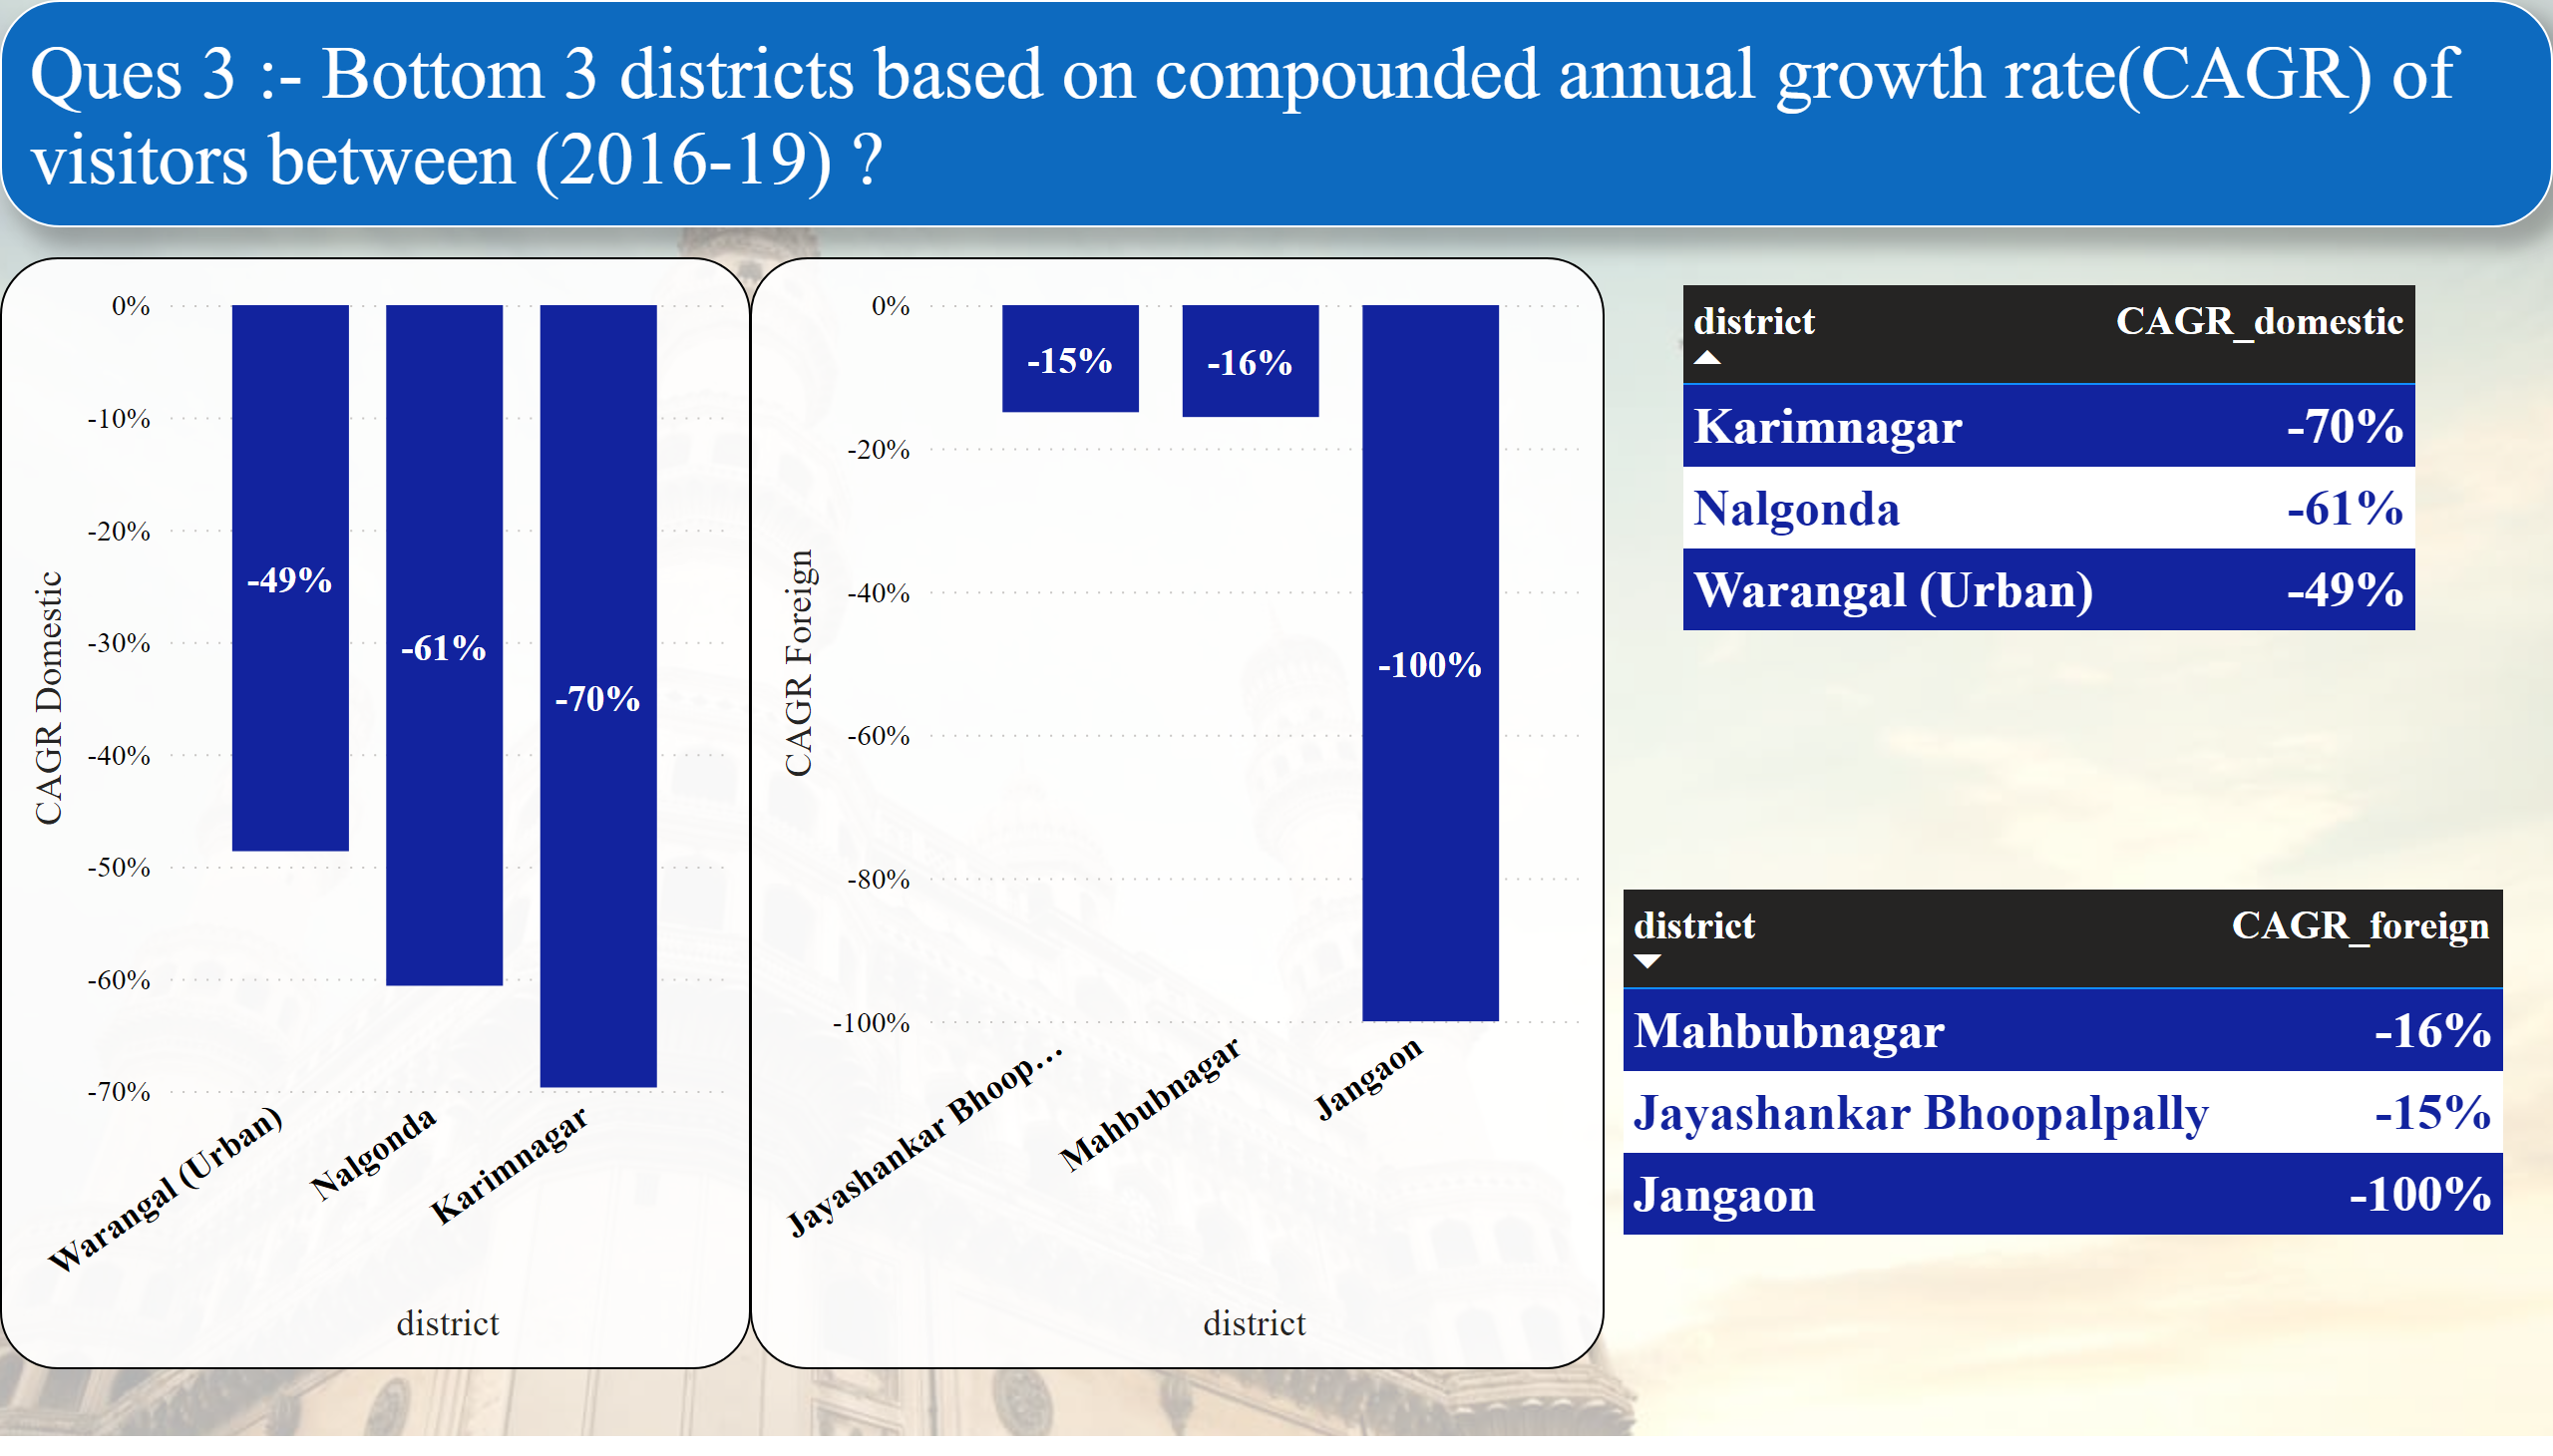 Ques 3 :- Bottom 3 districts based on compounded annual growth rate(CAGR) of
visitors between (2016-19) ?
CAGR Domestic
0%
-10%
-20%
-30%
-40%
-50%
-60%
-70%
-49%
-61%
-70%
Warangal (Urban)
Nalgonda
Karimnagar
district
CAGR Foreign
0%
-20%
-40%
-60%
-80%
-100%
-15%
-16%
-100%
Jayashankar Bhoop...
Mahbubnagar
Jangaon
district
district CAGR_domestic
Karimnagar -70%
Nalgonda -61%
Warangal (Urban) -49%
district CAGR_foreign
Mahbubnagar -16%
Jayashankar Bhoopalpally -15%
Jangaon -100%